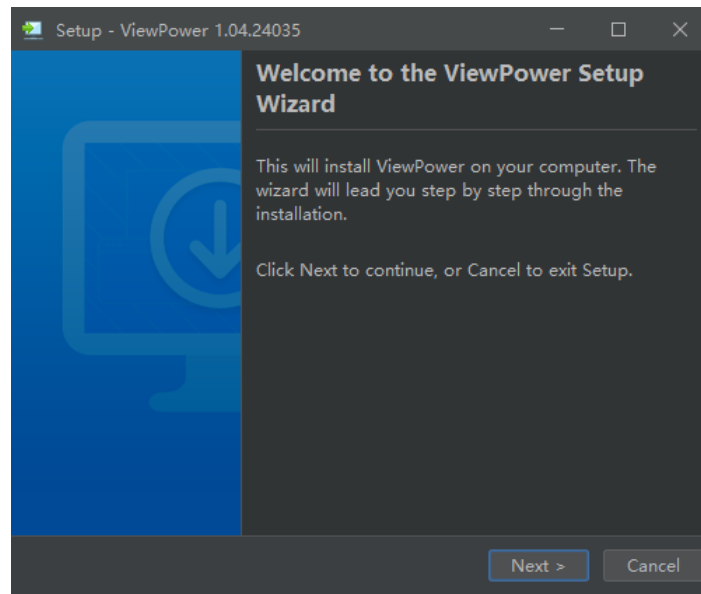 Setup - ViewPower 1.04.24035
Welcome to the ViewPower Setup
Wizard
This will install ViewPower on your computer. The
wizard will lead you step by step through the
installation.
Click Next to continue, or Cancel to exit Setup.
Next >
Cancel